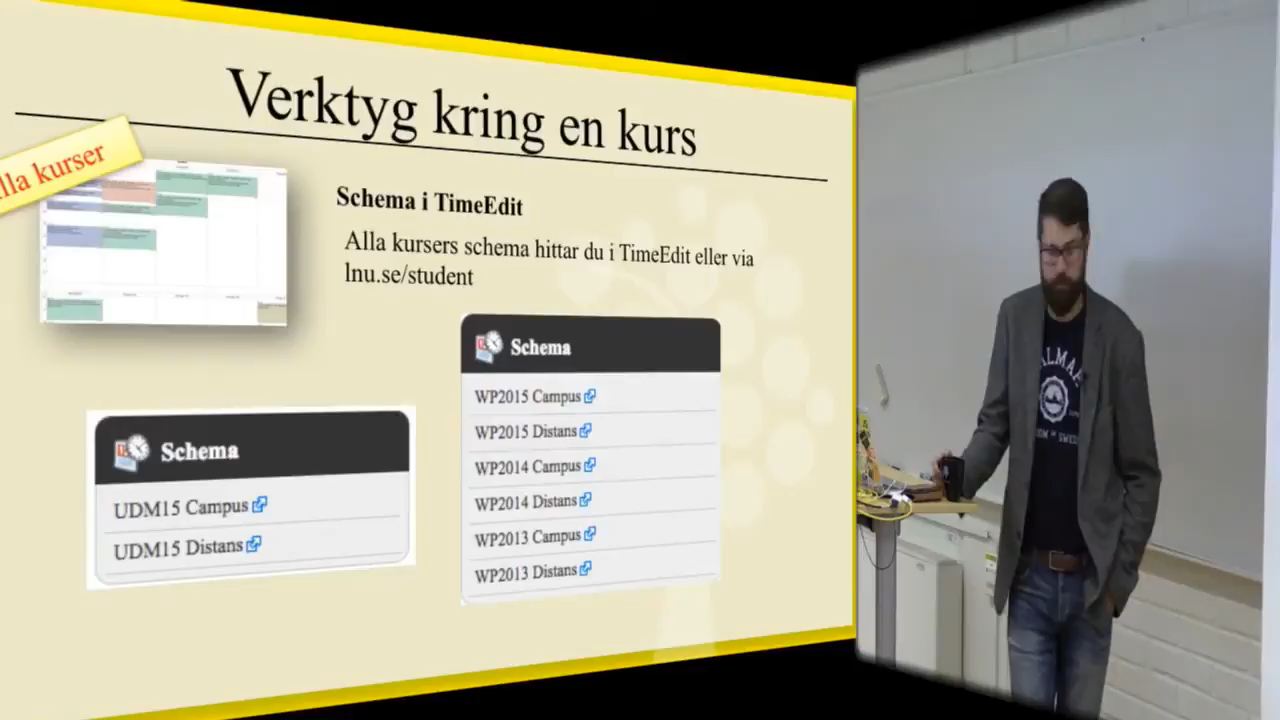 Verktyg kring en kurs
lla kurser
Schema i TimeEdit
Alla kursers schema hittar du i TimeEdit eller via
lnu.se/student
Schema
UDM15 Campus
UDM15 Distans
Schema
WP2015 Campus
WP2015 Distans
WP2014 Campus
WP2014 Distans
WP2013 Campus
WP2013 Distans